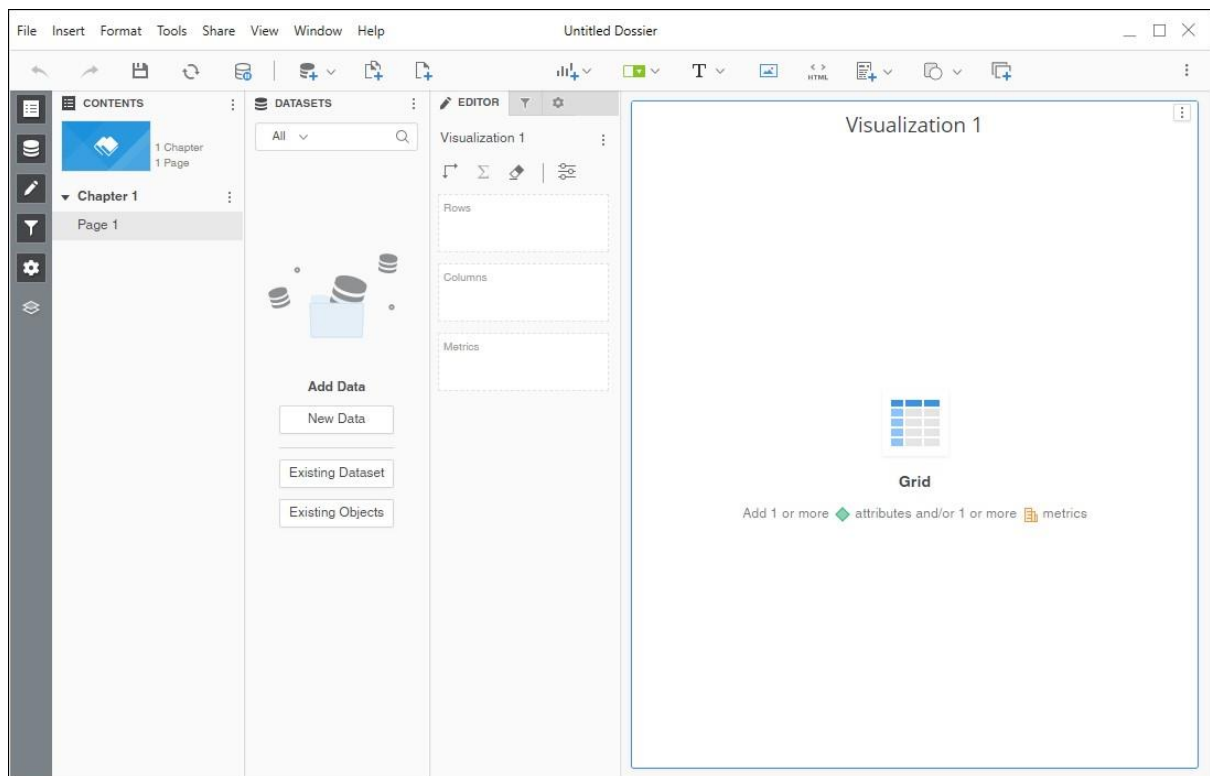 File Insert Format Tools Share View Window Help Untitled Dossier
T
< >
HTML
CONTENTS
1 Chapter
1 Page
Chapter 1
Page 1
DATASETS
All
Add Data
New Data
Existing Dataset
Existing Objects
EDITOR
Visualization 1
Σ
Rows
Columns
Metrics
Visualization 1
Grid
Add 1 or more attributes and/or 1 or more metrics